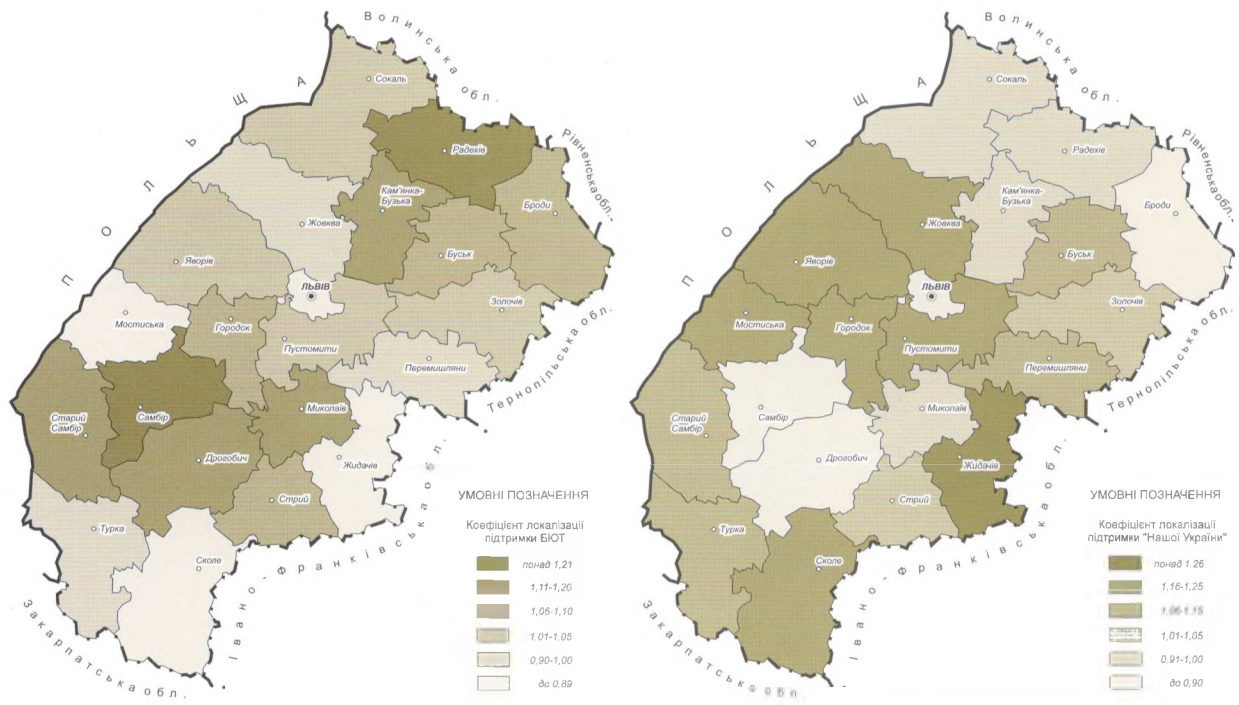 Волинська обл.
ПОЛЬЩА
Сокаль
Рівненська обл.
Радехів
Кам'янка-
Бузька
Броди
Жовква
Буськ
Яворів
ЛЬВІВ
Золочів
Мостиська
Городок
Пустомити
Перемишляни
Тернопільська обл.
Самбір
Старий
Самбір
Миколаїв
Дрогобич
Жидачів
Стрий
Турка
Сколе
Івано-Франківська обл.
Закарпатська обл.
УМОВНІ ПОЗНАЧЕННЯ
Коефіцієнт локалізації
підтримки БЮТ
понад 1,21
1,11-1,20
1,06-1,10
1,01-1,05
0,90-1,00
до 0,89
Волинська обл.
ПОЛЬЩА
Сокаль
Рівненська обл.
Радехів
Кам'янка-
Бузька
Броди
Жовква
Буськ
Яворів
ЛЬВІВ
Золочів
Мостиська
Городок
Пустомити
Перемишляни
Тернопільська обл.
Самбір
Старий
Самбір
Миколаїв
Дрогобич
Жидачів
Стрий
Турка
Сколе
Івано-Франківська обл.
Закарпатська обл.
УМОВНІ ПОЗНАЧЕННЯ
Коефіцієнт локалізації
підтримки "Нашої України"
понад 1.26
1,16-1,25
1,06-1,15
1,01-1,05
0,91-1,00
до 0,90